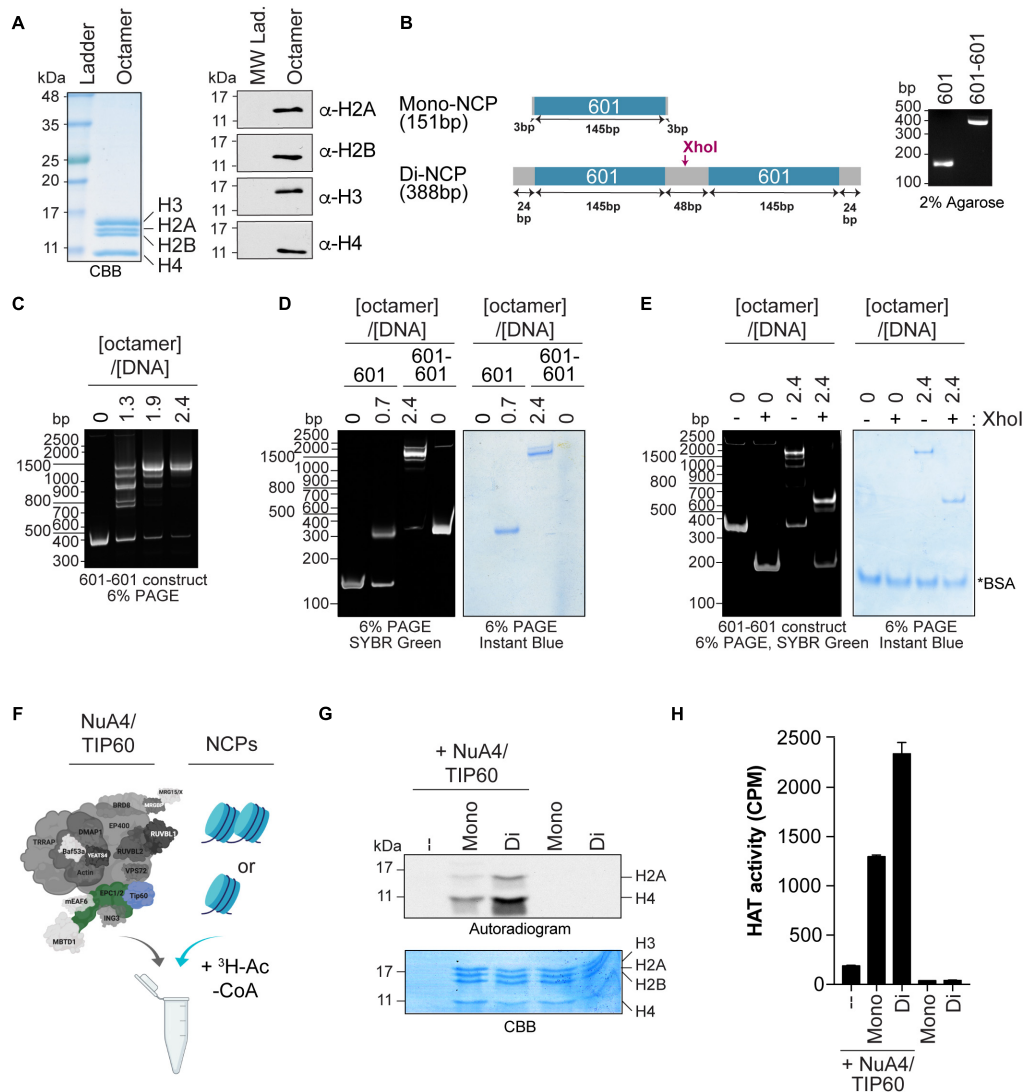 A
kDa
Ladder
Octamer
48
35
25
20
17
11
H3
H2A
H2B
H4
CBB
kDa
MW Lad.
Octamer
17
11
α-H2A
17
11
α-H2B
17
11
α-H3
17
11
α-H4
B
Mono-NCP
(151bp)
601
3bp
145bp
3bp
XhoI
Di-NCP
(388bp)
601
601
24
bp
145bp
48bp
145bp
24
bp
bp
601
601-601
500
400
300
200
100
2% Agarose
C
[octamer]
/[DNA]
bp
0
1.3
1.9
2.4
2500
2000
1500
1000
900
800
600
500
400
300
601-601 construct
6% PAGE
D
[octamer]
/[DNA]
601
601-
601
bp
0
0.7
2.4
0
2500
2000
1500
1000
800
600
500
400
300
200
100
6% PAGE
SYBR Green
[octamer]
/[DNA]
601
601-
601
0
0.7
2.4
0
6% PAGE
Instant Blue
E
[octamer]
/[DNA]
bp
0
0
2.4
2.4
-
+
-
+
2500
2000
1500
1000
800
600
500
400
300
200
100
601-601 construct
6% PAGE, SYBR Green
[octamer]
/[DNA]
0
0
2.4
2.4
-
+
-
+
: XhoI
*BSA
6% PAGE
Instant Blue
F
NuA4/
TIP60
NCPs
MRG15/X
BRD8
MRGBP
DMAP1
EP400
RUVBL1
TRRAP
Baf53a
YEATS4
RUVBL2
Actin
VPS72
EPC1/2
Tip60
mEAF6
ING3
MBTD1
or
+ ³H-Ac
-CoA
G
+ NuA4/
TIP60
kDa
--
Mono
Di
Mono
Di
17
11
H2A
H4
Autoradiogram
17
11
H3
H2A
H2B
H4
CBB
H
HAT activity (CPM)
2500
2000
1500
1000
500
0
--
Mono
Di
Mono
Di
+ NuA4/
TIP60